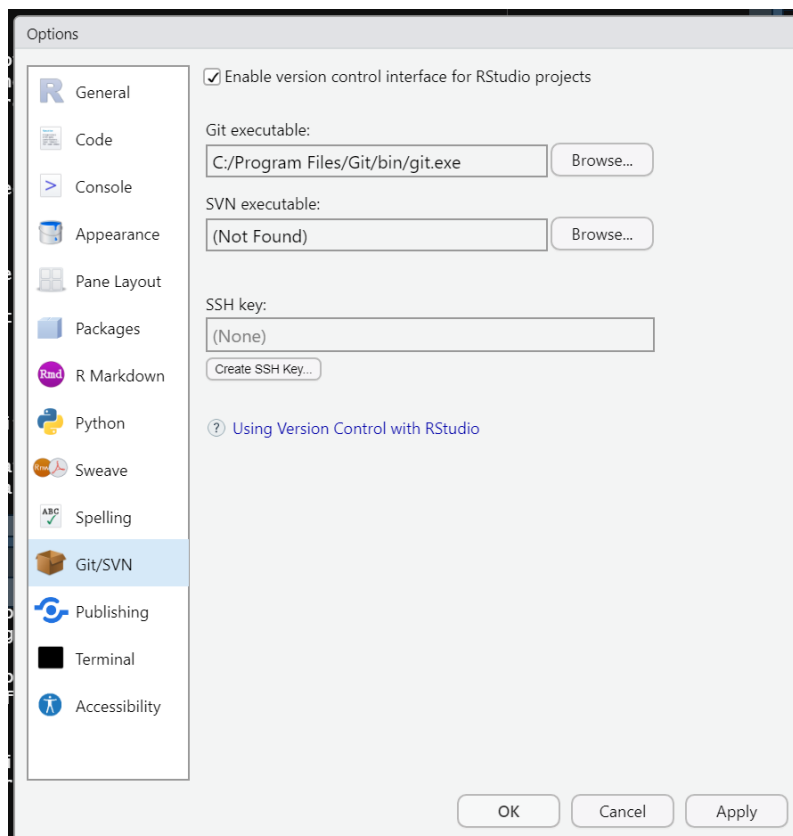 Options
General
Code
Console
Appearance
Pane Layout
Packages
Rmd R Markdown
Python
Sweave
ABC Spelling
Git/SVN
Publishing
Terminal
Accessibility
Enable version control interface for RStudio projects
Git executable:
C:/Program Files/Git/bin/git.exe Browse...
SVN executable:
(Not Found) Browse...
SSH key:
(None)
Create SSH Key...
? Using Version Control with RStudio
OK Cancel Apply